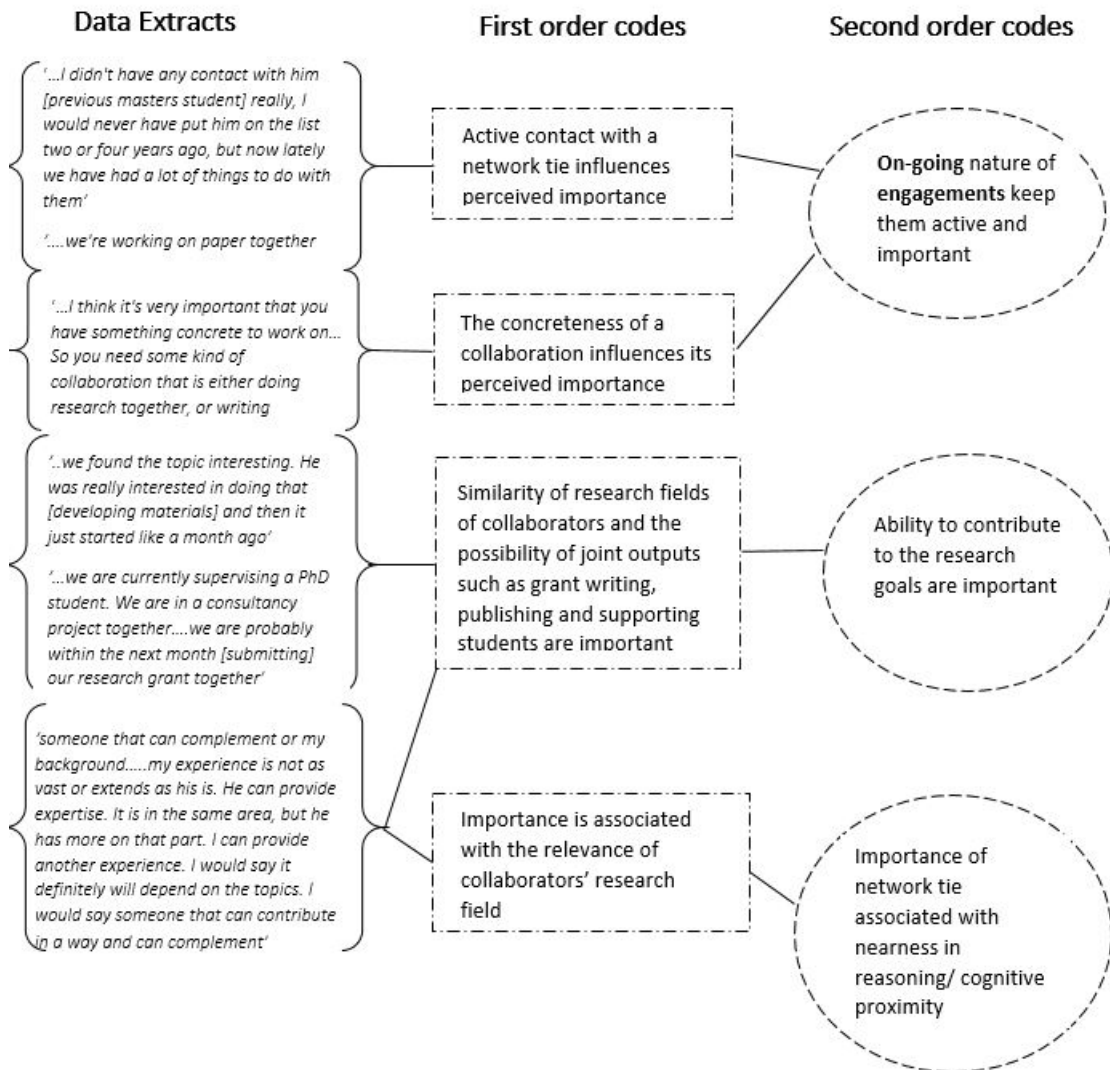 Data Extracts
First order codes
Second order codes
'...I didn't have any contact with him
[previous masters student] really, I
would never have put him on the list
two or four years ago, but now lately
we have had a lot of things to do with
them'
'....we're working on paper together
Active contact with a
network tie influences
perceived importance
On-going nature of
engagements keep
them active and
important
'...I think it's very important that you
have something concrete to work on...
So you need some kind of
collaboration that is either doing
research together, or writing
The concreteness of a
collaboration influences its
perceived importance
'..we found the topic interesting. He
was really interested in doing that
[developing materials] and then it
just started like a month ago'
'...we are currently supervising a PhD
student. We are in a consultancy
project together....we are probably
within the next month [submitting]
our research grant together'
Similarity of research fields
of collaborators and the
possibility of joint outputs
such as grant writing,
publishing and supporting
students are important
Ability to contribute
to the research
goals are important
'someone that can complement or my
background.....my experience is not as
vast or extends as his is. He can provide
expertise. It is in the same area, but he
has more on that part. I can provide
another experience. I would say it
definitely will depend on the topics. I
would say someone that can contribute
in a way and can complement'
Importance is associated
with the relevance of
collaborators' research
field
Importance of
network tie
associated with
nearness in
reasoning/ cognitive
proximity